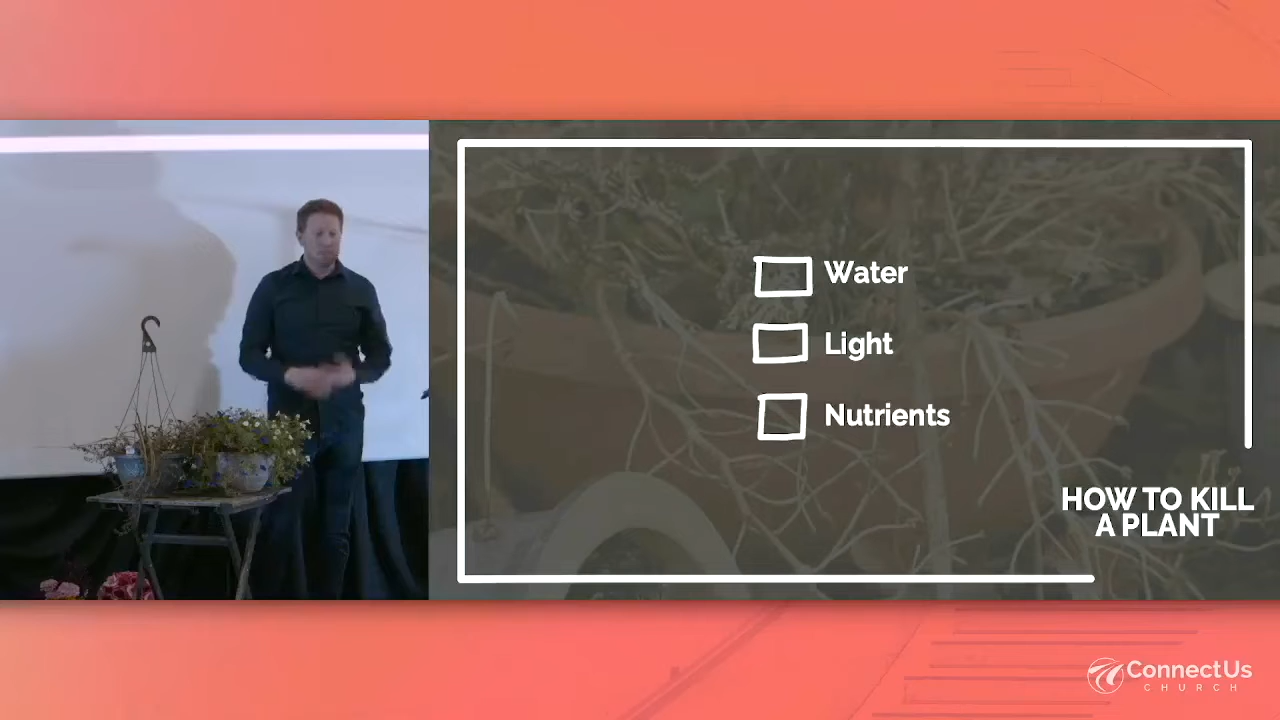 Water
Light
Nutrients
HOW TO KILL
A PLANT
ConnectUs
CHURCH